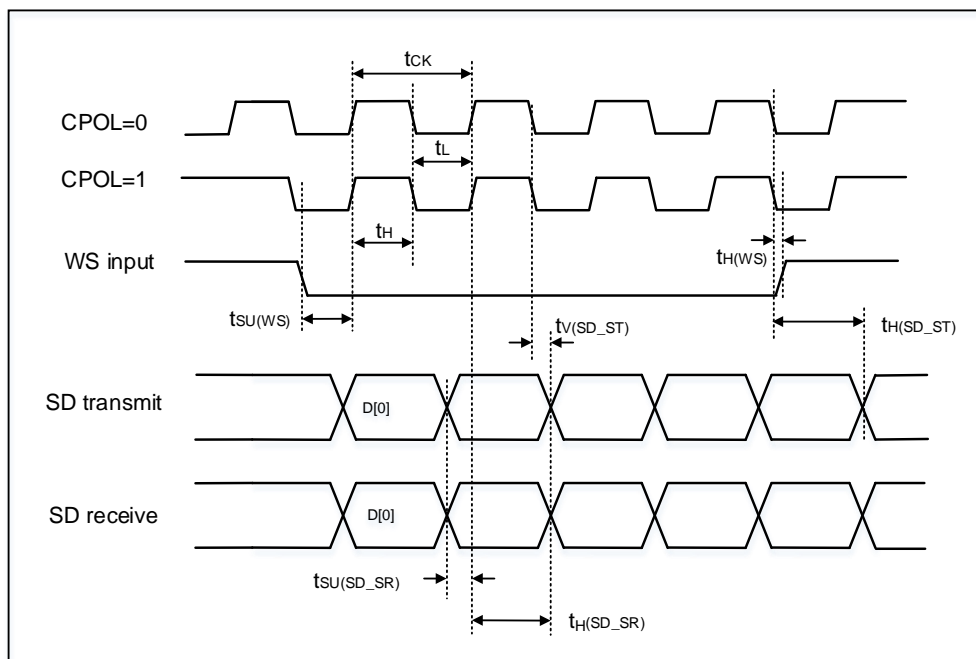 tCK
CPOL=0
tL
CPOL=1
tH
tH(WS)
WS input
tSU(WS)
tV(SD_ST)
tH(SD_ST)
SD transmit
D[0]
SD receive
D[0]
tSU(SD_SR)
tH(SD_SR)